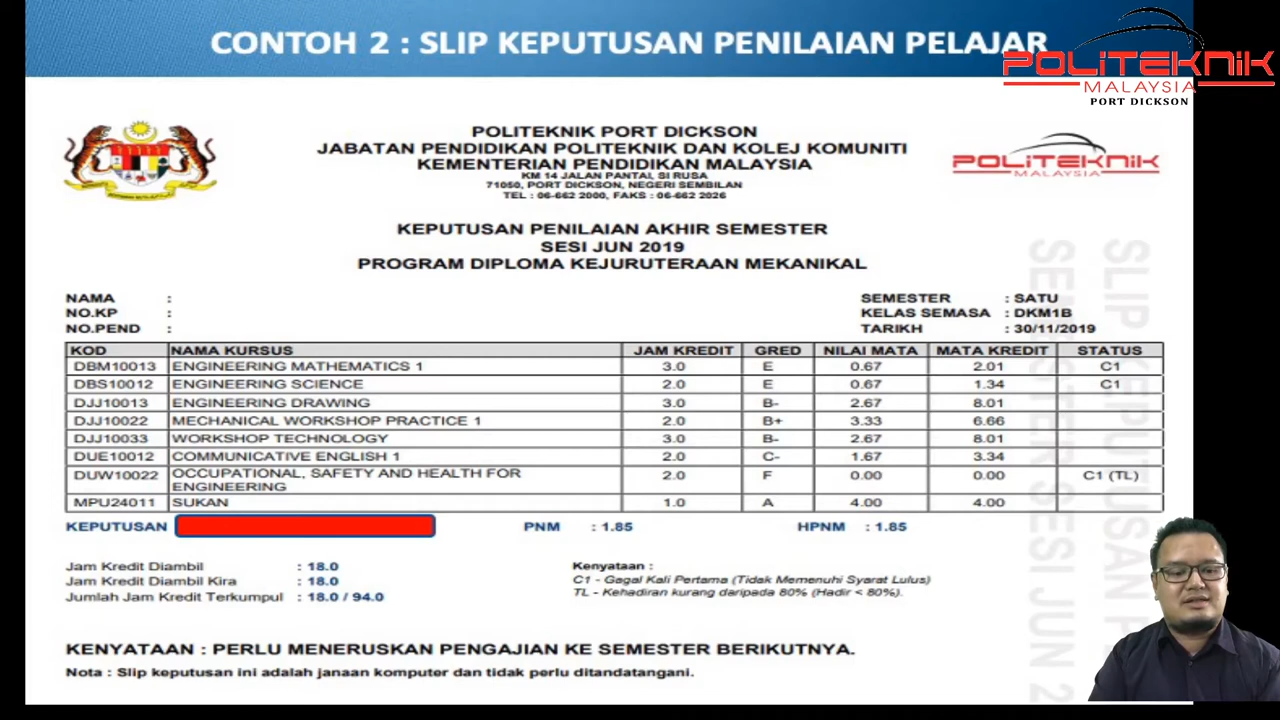 CONTOH 2 : SLIP KEPUTUSAN PENILAIAN PELAJAR
POLITEKNIK
MALAYSIA
PORT DICKSON
POLITEKNIK PORT DICKSON
JABATAN PENDIDIKAN POLITEKNIK DAN KOLEJ KOMUNITI
KEMENTERIAN PENDIDIKAN MALAYSIA
KM 14 JALAN PANTAI, SI RUSA
71050, PORT DICKSON, NEGERI SEMBILAN
TEL : 06-662 2000, FAKS : 06-662 2026
POLITEKNIK
MALAYSIA
KEPUTUSAN PENILAIAN AKHIR SEMESTER
SESI JUN 2019
PROGRAM DIPLOMA KEJURUTERAAN MEKANIKAL
NAMA : SEMESTER : SATU
NO.KP : KELAS SEMASA : DKM1B
NO.PEND : TARIKH : 30/11/2019
KOD NAMA KURSUS JAM KREDIT GRED NILAI MATA MATA KREDIT STATUS
DBM10013 ENGINEERING MATHEMATICS 1 3.0 E 0.67 2.01 C1
DBS10012 ENGINEERING SCIENCE 2.0 E 0.67 1.34 C1
DJJ10013 ENGINEERING DRAWING 3.0 B- 2.67 8.01
DJJ10022 MECHANICAL WORKSHOP PRACTICE 1 2.0 B+ 3.33 6.66
DJJ10033 WORKSHOP TECHNOLOGY 3.0 B- 2.67 8.01
DUE10012 COMMUNICATIVE ENGLISH 1 2.0 C- 1.67 3.34
DUW10022 OCCUPATIONAL, SAFETY AND HEALTH FOR ENGINEERING 2.0 F 0.00 0.00 C1 (TL)
MPU24011 SUKAN 1.0 A 4.00 4.00
KEPUTUSAN PNM : 1.85 HPNM : 1.85
Jam Kredit Diambil : 18.0
Jam Kredit Diambil Kira : 18.0
Jumlah Jam Kredit Terkumpul : 18.0 / 94.0
Kenyataan :
C1 - Gagal Kali Pertama (Tidak Memenuhi Syarat Lulus)
TL - Kehadiran kurang daripada 80% (Hadir < 80%).
KENYATAAN : PERLU MENERUSKAN PENGAJIAN KE SEMESTER BERIKUTNYA.
Nota : Slip keputusan ini adalah janaan komputer dan tidak perlu ditandatangani.
SLIP KEPUTUSAN P
SEMESTER SESI JUN 2